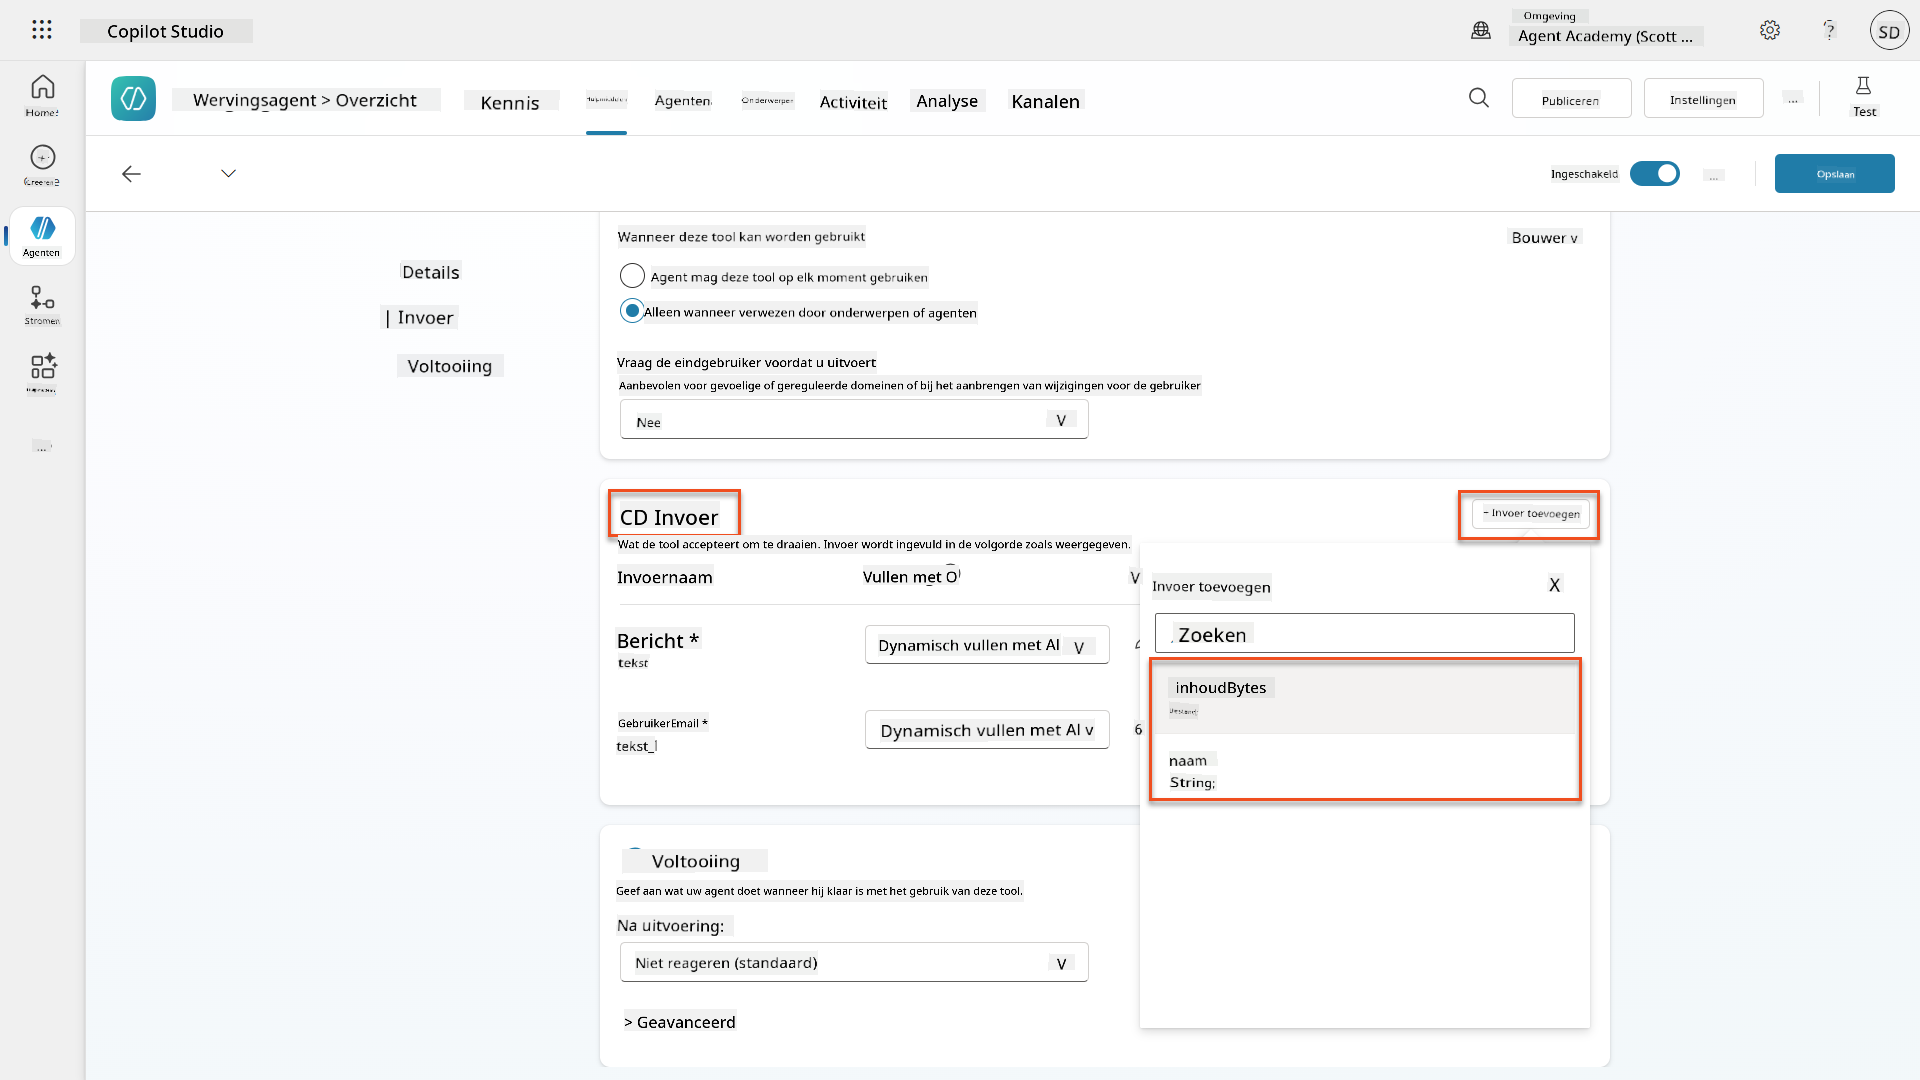 Copilot Studio
Omgeving
Agent Academy (Scott ...
?
SD
Home
Wervingsagent > Overzicht
Kennis
Agenten
Onderwerpen
Activiteit
Analyse
Kanalen
Publiceren
Instellingen
...
Test
Ingeschakeld
...
Opslaan
Agenten
Stromen
...
Details
| Invoer
Voltooiing
Wanneer deze tool kan worden gebruikt
Bouwer v
Agent mag deze tool op elk moment gebruiken
Alleen wanneer verwezen door onderwerpen of agenten
Vraag de eindgebruiker voordat u uitvoert
Aanbevolen voor gevoelige of gereguleerde domeinen of bij het aanbrengen van wijzigingen voor de gebruiker
Nee V
CD Invoer
- Invoer toevoegen
Wat de tool accepteert om te draaien. Invoer wordt ingevuld in de volgorde zoals weergegeven.
Invoernaam
Vullen met O
V
Invoer toevoegen
X
Zoeken
Bericht *
tekst
Dynamisch vullen met AI V
inhoudBytes
GebruikerEmail *
tekst_1
Dynamisch vullen met AI v
6
naam
String;
Voltooiing
Geef aan wat uw agent doet wanneer hij klaar is met het gebruik van deze tool.
Na uitvoering:
Niet reageren (standaard) V
> Geavanceerd